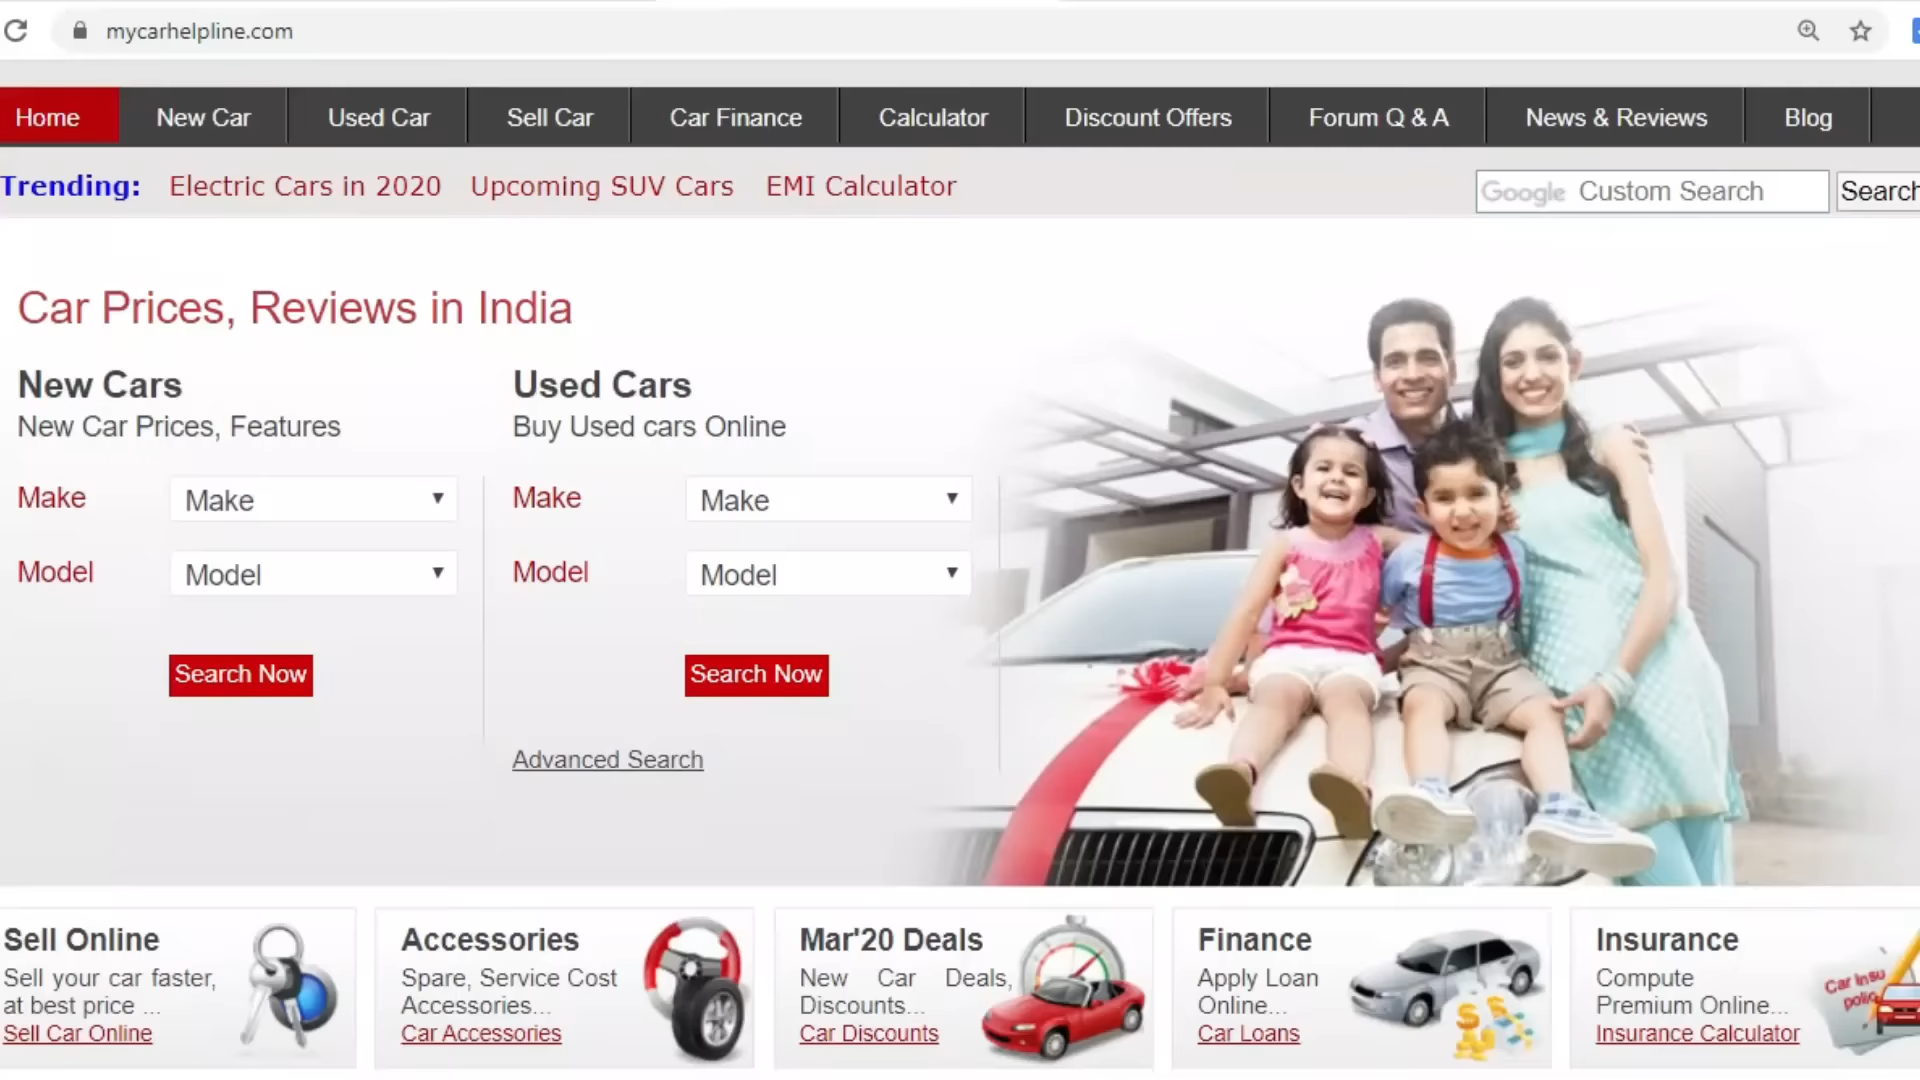 mycarhelpline.com
Home New Car Used Car Sell Car Car Finance Calculator Discount Offers Forum Q & A News & Reviews Blog
Trending: Electric Cars in 2020 Upcoming SUV Cars EMI Calculator
Google Custom Search Search
Car Prices, Reviews in India
New Cars
New Car Prices, Features
Make Make
Model Model
Search Now
Used Cars
Buy Used cars Online
Make Make
Model Model
Search Now
Advanced Search
Sell Online
Sell your car faster,
at best price ...
Sell Car Online
Accessories
Spare, Service Cost
Accessories...
Car Accessories
Mar'20 Deals
New Car Deals,
Discounts...
Car Discounts
Finance
Apply Loan
Online...
Car Loans
Insurance
Compute
Premium Online...
Insurance Calculator
Car Insu
polic